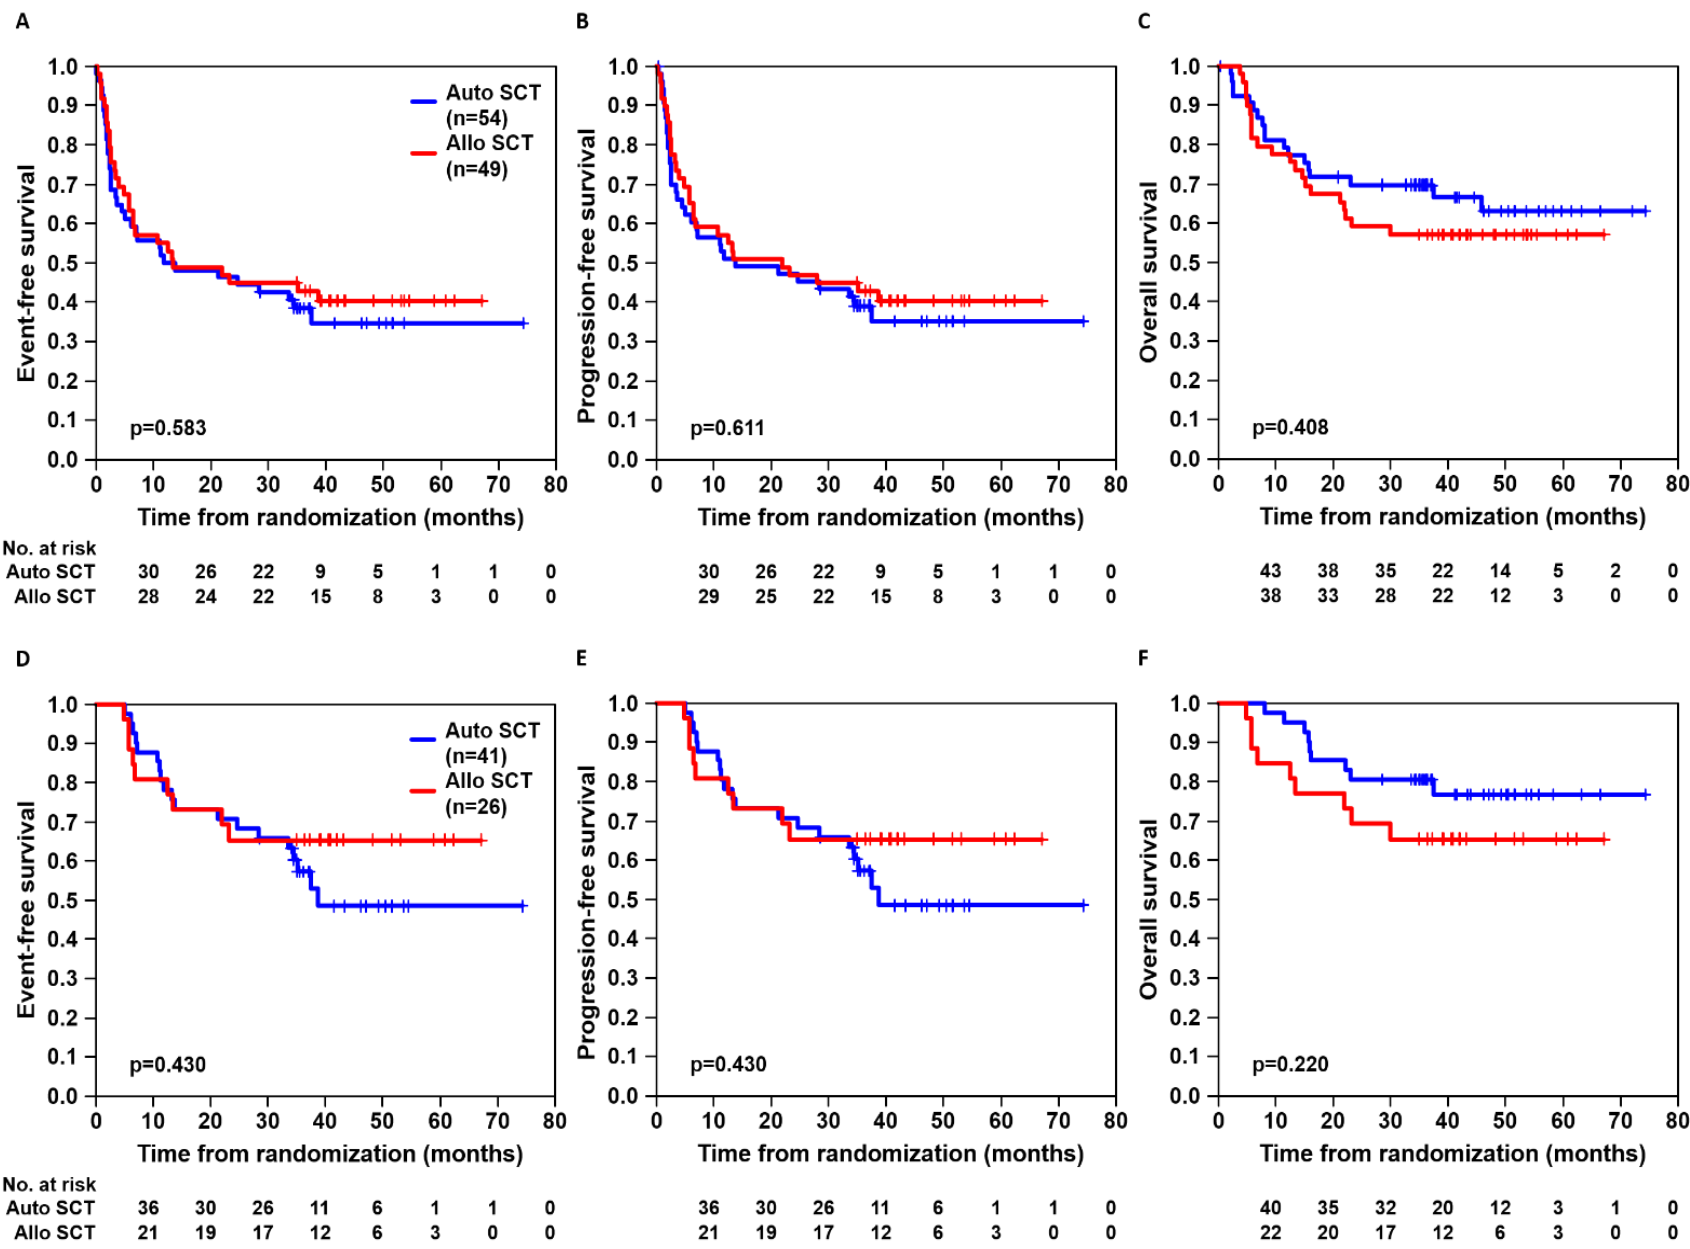 A
Event-free survival
1.0
0.9
0.8
0.7
0.6
0.5
0.4
0.3
0.2
0.1
0.0
Auto SCT
(n=54)
Allo SCT
(n=49)
p=0.583
0 10 20 30 40 50 60 70 80
Time from randomization (months)
No. at risk
Auto SCT 30 26 22 9 5 1 1 0
Allo SCT 28 24 22 15 8 3 0 0
B
Progression-free survival
1.0
0.9
0.8
0.7
0.6
0.5
0.4
0.3
0.2
0.1
0.0
p=0.611
0 10 20 30 40 50 60 70 80
Time from randomization (months)
30 26 22 9 5 1 1 0
29 25 22 15 8 3 0 0
C
Overall survival
1.0
0.9
0.8
0.7
0.6
0.5
0.4
0.3
0.2
0.1
0.0
p=0.408
0 10 20 30 40 50 60 70 80
Time from randomization (months)
43 38 35 22 14 5 2 0
38 33 28 22 12 3 0 0
D
Event-free survival
1.0
0.9
0.8
0.7
0.6
0.5
0.4
0.3
0.2
0.1
0.0
Auto SCT
(n=41)
Allo SCT
(n=26)
p=0.430
0 10 20 30 40 50 60 70 80
Time from randomization (months)
No. at risk
Auto SCT 36 30 26 11 6 1 1 0
Allo SCT 21 19 17 12 6 3 0 0
E
Progression-free survival
1.0
0.9
0.8
0.7
0.6
0.5
0.4
0.3
0.2
0.1
0.0
p=0.430
0 10 20 30 40 50 60 70 80
Time from randomization (months)
36 30 26 11 6 1 1 0
21 19 17 12 6 3 0 0
F
Overall survival
1.0
0.9
0.8
0.7
0.6
0.5
0.4
0.3
0.2
0.1
0.0
p=0.220
0 10 20 30 40 50 60 70 80
Time from randomization (months)
40 35 32 20 12 3 1 0
22 20 17 12 6 3 0 0